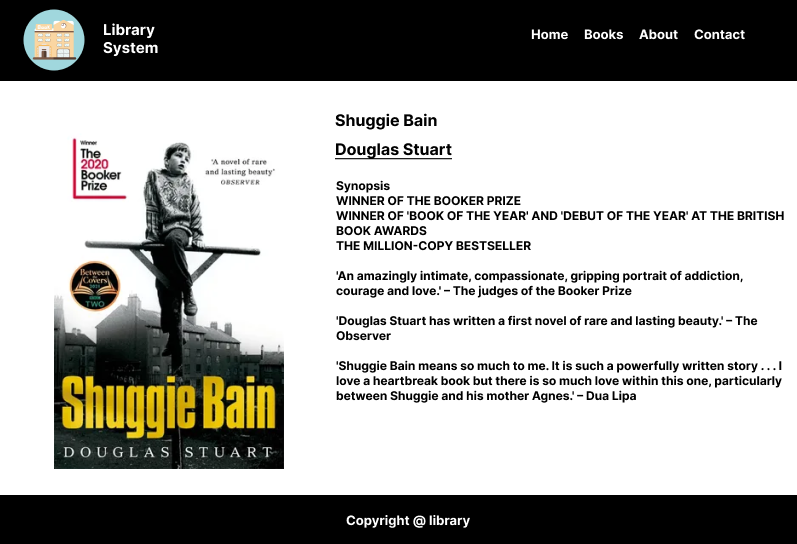 Library
System
Home Books About Contact
Shuggie Bain
Douglas Stuart
Winner
The
2020
Booker
Prize
'A novel of rare
and lasting beauty'
OBSERVER
Between
the
Covers
BOOK
TWO
Shuggie Bain
DOUGLAS STUART
Synopsis
WINNER OF THE BOOKER PRIZE
WINNER OF 'BOOK OF THE YEAR' AND 'DEBUT OF THE YEAR' AT THE BRITISH
BOOK AWARDS
THE MILLION-COPY BESTSELLER
'An amazingly intimate, compassionate, gripping portrait of addiction,
courage and love.' – The judges of the Booker Prize
'Douglas Stuart has written a first novel of rare and lasting beauty.' – The
Observer
'Shuggie Bain means so much to me. It is such a powerfully written story . . . I
love a heartbreak book but there is so much love within this one, particularly
between Shuggie and his mother Agnes.' – Dua Lipa
Copyright @ library